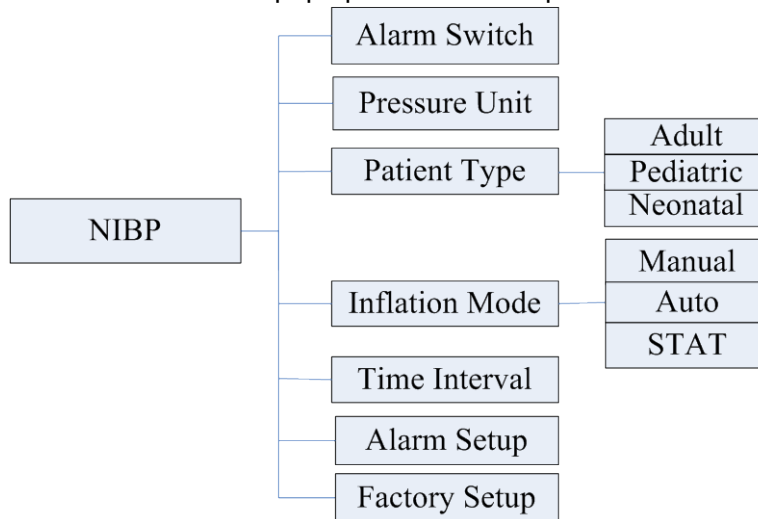 Alarm Switch
Pressure Unit
Patient Type
Adult
Pediatric
Neonatal
NIBP
Inflation Mode
Manual
Auto
STAT
Time Interval
Alarm Setup
Factory Setup